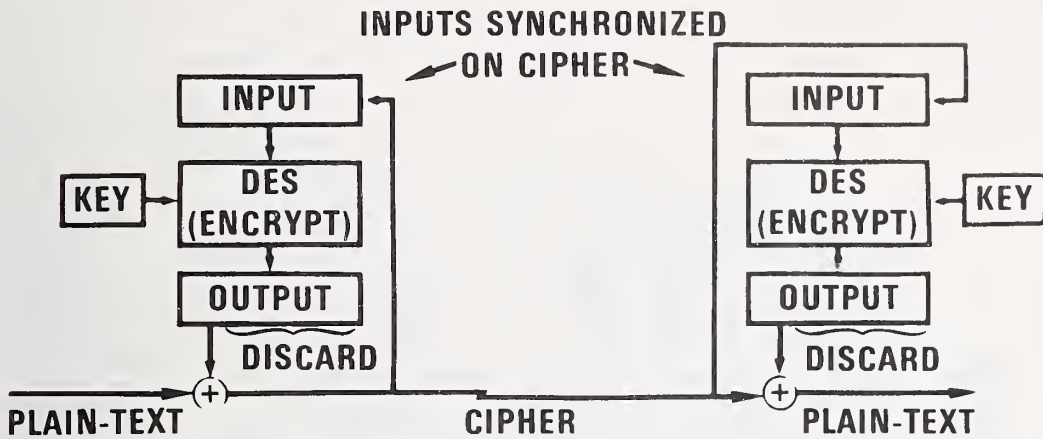 INPUTS SYNCHRONIZED
ON CIPHER
INPUT
INPUT
KEY
DES
(ENCRYPT)
DES
(ENCRYPT)
KEY
OUTPUT
OUTPUT
DISCARD
DISCARD
PLAIN-TEXT
CIPHER
PLAIN-TEXT